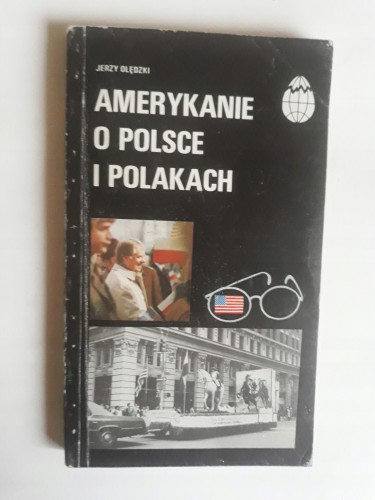 JERZY OLĘDZKI
AMERYKANIE
O POLSCE
I POLAKACH